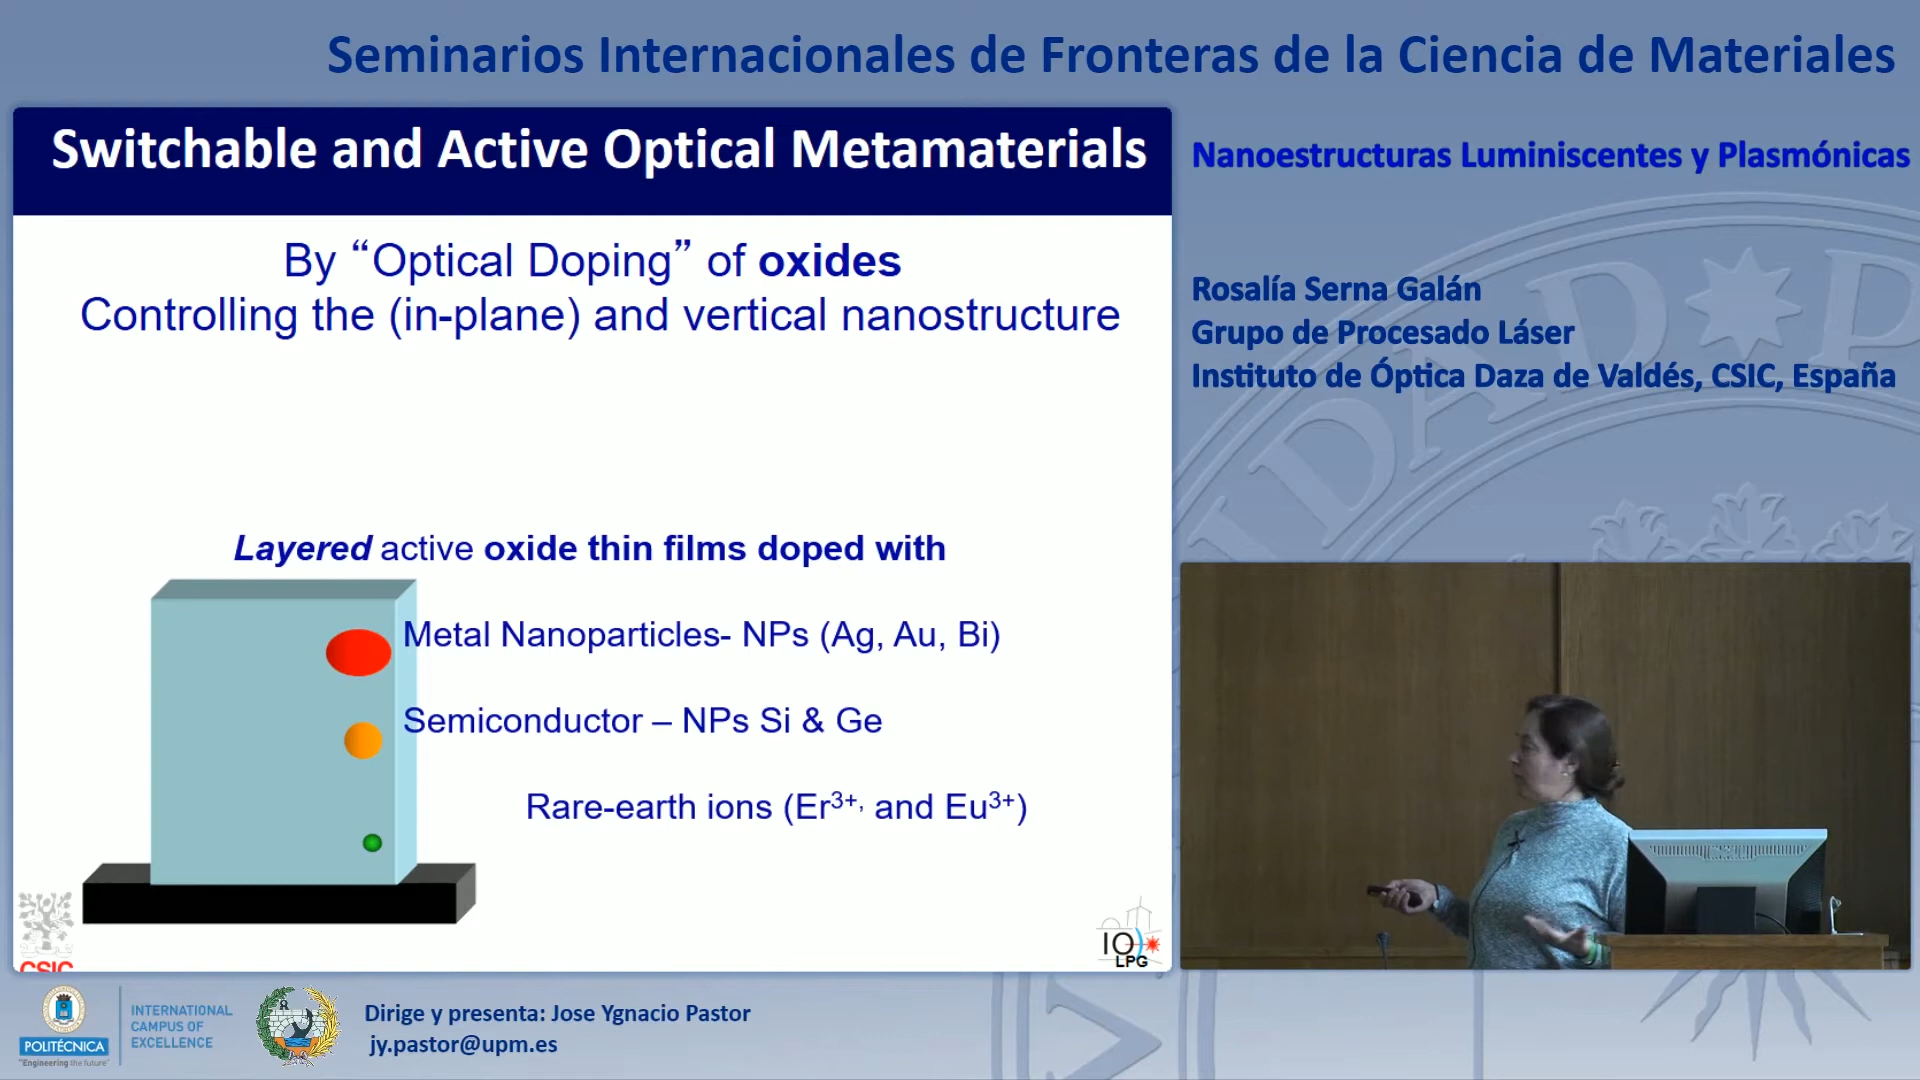 Seminarios Internacionales de Fronteras de la Ciencia de Materiales
Switchable and Active Optical Metamaterials
By “Optical Doping” of oxides
Controlling the (in-plane) and vertical nanostructure
Layered active oxide thin films doped with
Metal Nanoparticles- NPs (Ag, Au, Bi)
Semiconductor – NPs Si & Ge
Rare-earth ions (Er3+, and Eu3+)
CSIC
IO
LPG
Nanoestructuras Luminiscentes y Plasmónicas
Rosalía Serna Galán
Grupo de Procesado Láser
Instituto de Óptica Daza de Valdés, CSIC, España
POLITÉCNICA
"Engineering the future"
INTERNATIONAL
CAMPUS OF
EXCELLENCE
Dirige y presenta: Jose Ygnacio Pastor
jy.pastor@upm.es